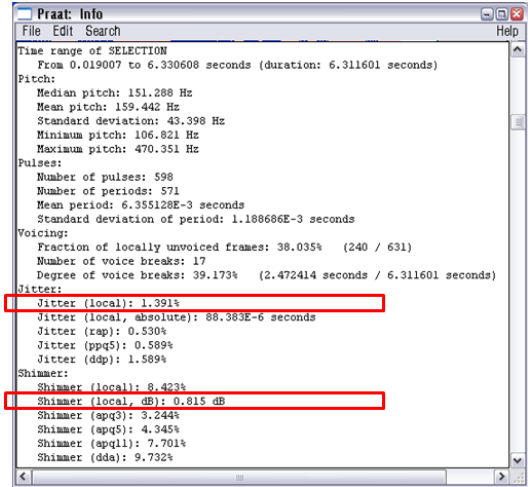 Praat: Info
File Edit Search Help
Time range of SELECTION
From 0.019007 to 6.330608 seconds (duration: 6.311601 seconds)
Pitch:
Median pitch: 151.288 Hz
Mean pitch: 159.442 Hz
Standard deviation: 43.398 Hz
Minimum pitch: 106.821 Hz
Maximum pitch: 470.351 Hz
Pulses:
Number of pulses: 598
Number of periods: 571
Mean period: 6.355128E-3 seconds
Standard deviation of period: 1.188686E-3 seconds
Voicing:
Fraction of locally unvoiced frames: 38.035% (240 / 631)
Number of voice breaks: 17
Degree of voice breaks: 39.173% (2.472414 seconds / 6.311601 seconds)
Jitter:
Jitter (local): 1.391%
Jitter (local, absolute): 88.383E-6 seconds
Jitter (rap): 0.530%
Jitter (ppq5): 0.589%
Jitter (ddp): 1.589%
Shimmer:
Shimmer (local): 8.423%
Shimmer (local, dB): 0.815 dB
Shimmer (apq3): 3.244%
Shimmer (apq5): 4.345%
Shimmer (apq11): 7.701%
Shimmer (dda): 9.732%